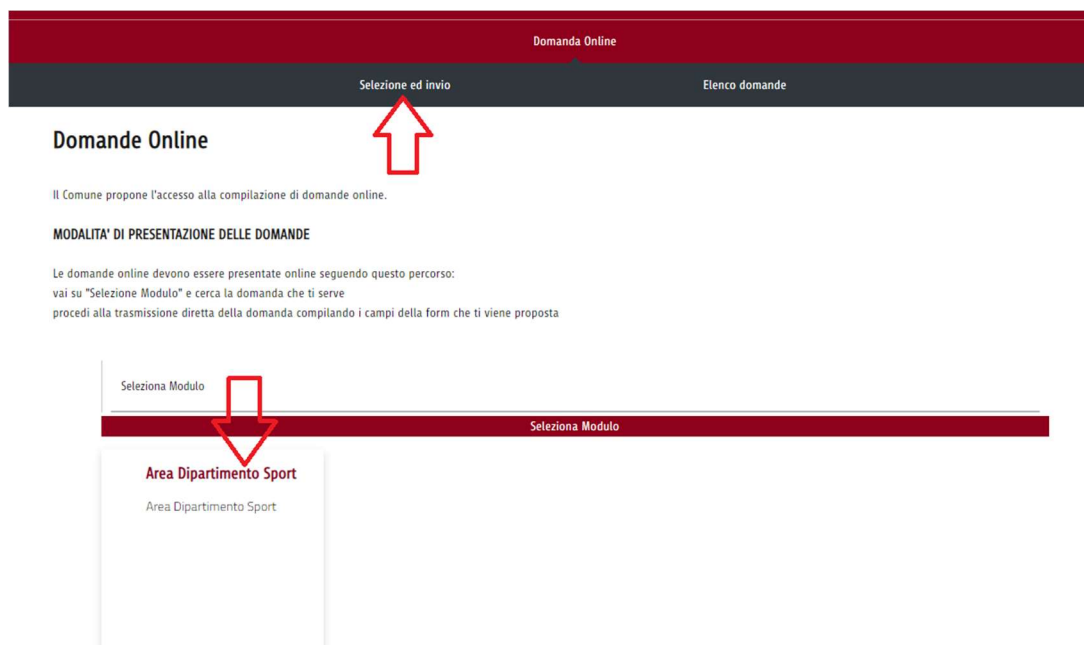 Domanda Online
Selezione ed invio
Elenco domande
Domande Online
Il Comune propone l'accesso alla compilazione di domande online.
MODALITA' DI PRESENTAZIONE DELLE DOMANDE
Le domande online devono essere presentate online seguendo questo percorso:
vai su "Selezione Modulo" e cerca la domanda che ti serve
procedi alla trasmissione diretta della domanda compilando i campi della form che ti viene proposta
Seleziona Modulo
Seleziona Modulo
Area Dipartimento Sport
Area Dipartimento Sport